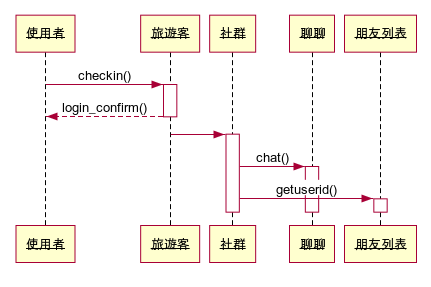 使用者
旅遊客
社群
聊聊
朋友列表
checkin()
login_confirm()
chat()
getuserid()
使用者
旅遊客
社群
聊聊
朋友列表